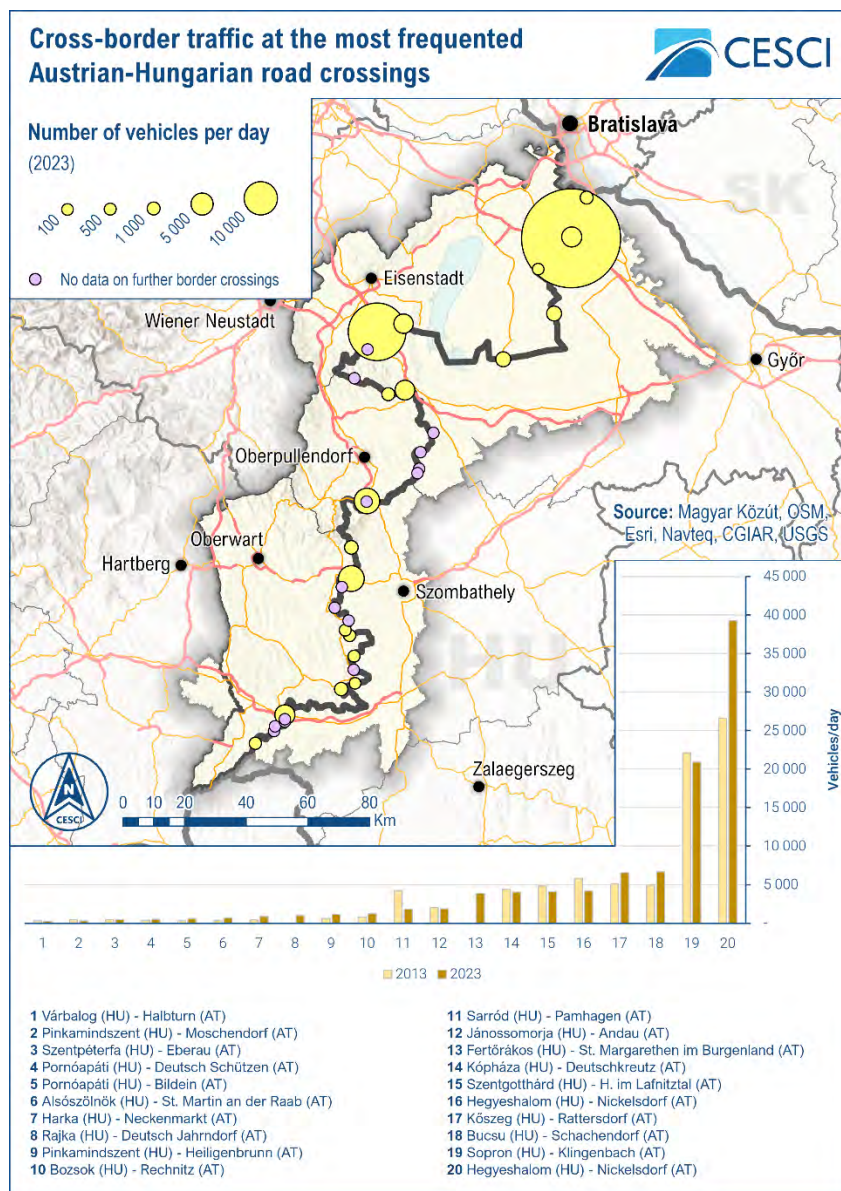 Cross-border traffic at the most frequented
Austrian-Hungarian road crossings
CESCI
Number of vehicles per day
(2023)
100
500
1 000
5 000
10 000
No data on further border crossings
Bratislava
SK
Eisenstadt
Wiener Neustadt
Győr
Oberpullendorf
Source: Magyar Közút, OSM,
Esri, Navteq, CGIAR, USGS
Oberwart
Hartberg
Szombathely
HU
Zalaegerszeg
N
CESCI
0 10 20 40 60 80
Km
45 000
40 000
35 000
30 000
25 000
20 000
15 000
10 000
5 000
-
Vehicles/day
1 2 3 4 5 6 7 8 9 10 11 12 13 14 15 16 17 18 19 20
2013 2023
1 Várbalog (HU) - Halbturn (AT)
2 Pinkamindszent (HU) - Moschendorf (AT)
3 Szentpéterfa (HU) - Eberau (AT)
4 Pornóapáti (HU) - Deutsch Schützen (AT)
5 Pornóapáti (HU) - Bildein (AT)
6 Alsószölnök (HU) - St. Martin an der Raab (AT)
7 Harka (HU) - Neckenmarkt (AT)
8 Rajka (HU) - Deutsch Jahrndorf (AT)
9 Pinkamindszent (HU) - Heiligenbrunn (AT)
10 Bozsok (HU) - Rechnitz (AT)
11 Sarród (HU) - Pamhagen (AT)
12 Jánossomorja (HU) - Andau (AT)
13 Fertőrákos (HU) - St. Margarethen im Burgenland (AT)
14 Kópháza (HU) - Deutschkreutz (AT)
15 Szentgotthárd (HU) - H. im Lafnitztal (AT)
16 Hegyeshalom (HU) - Nickelsdorf (AT)
17 Kőszeg (HU) - Rattersdorf (AT)
18 Bucsu (HU) - Schachendorf (AT)
19 Sopron (HU) - Klingenbach (AT)
20 Hegyeshalom (HU) - Nickelsdorf (AT)